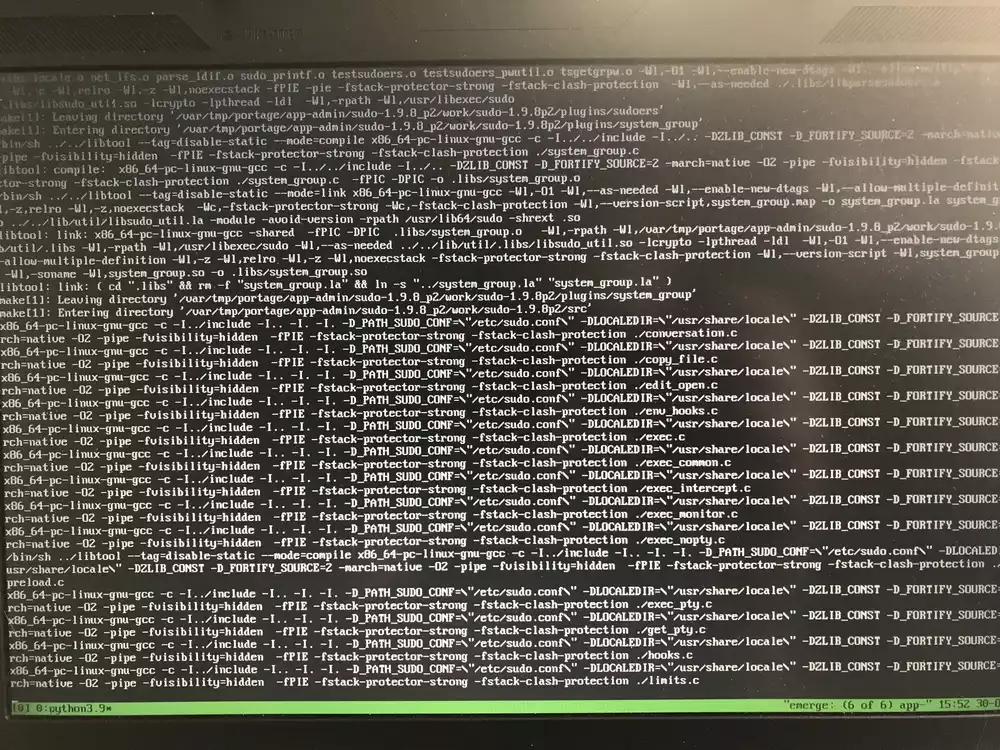 locale.o net_lfs.o parse_ldif.o sudo_printf.o testsudoers.o testsudoers_pwutil.o tsgetgrpw.o -Wl,-O1 -Wl,--enable-new-dtags -Wl,--allow-multip
-Wl,-z,relro -Wl,-z -Wl,noexecstack -fPIE -pie -fstack-protector-strong -fstack-clash-protection -Wl,--as-needed
.libs/libsudo_util.so -lcrypto -lpthread -ldl -Wl,-rpath -Wl,/usr/libexec/sudo
make[1]: Leaving directory '/var/tmp/portage/app-admin/sudo-1.9.8_p2/work/sudo-1.9.8p2/plugins/sudoers'
make[1]: Entering directory '/var/tmp/portage/app-admin/sudo-1.9.8_p2/work/sudo-1.9.8p2/plugins/system_group'
/bin/sh ../../libtool --tag=disable-static --mode=compile x86_64-pc-linux-gnu-gcc -c -I../../include -I../.. -DZLIB_CONST -D_FORTIFY_SOURCE=2 -march=nativ
-pipe -fvisibility=hidden -fPIE -fstack-protector-strong -fstack-clash-protection ./system_group.c
libtool: compile: x86_64-pc-linux-gnu-gcc -c -I../../include -I../.. -DZLIB_CONST -D_FORTIFY_SOURCE=2 -march=native -O2 -pipe -fvisibility=hidden -fstack
ctor-strong -fstack-clash-protection ./system_group.c -fPIC -DPIC -o .libs/system_group.o
/bin/sh ../../libtool --tag=disable-static --mode=link x86_64-pc-linux-gnu-gcc -Wl,-O1 -Wl,--as-needed -Wl,--enable-new-dtags -Wl,--allow-multiple-definit
l,-z,relro -Wl,-z,noexecstack -Wc,-fstack-protector-strong -Wc,-fstack-clash-protection -Wl,--version-script,system_group.map -o system_group.la system_g
o ../../lib/util/libsudo_util.la -module -avoid-version -rpath /usr/lib64/sudo -shrext .so
libtool: link: x86_64-pc-linux-gnu-gcc -shared -fPIC -DPIC .libs/system_group.o -Wl,-rpath -Wl,/var/tmp/portage/app-admin/sudo-1.9.8_p2/work/sudo-1.9.8p2/
b/util/.libs -Wl,-rpath -Wl,/usr/libexec/sudo -Wl,--as-needed ../../lib/util/.libs/libsudo_util.so -lcrypto -lpthread -ldl -Wl,-O1 -Wl,--enable-new-dtags
-allow-multiple-definition -Wl,-z -Wl,relro -Wl,-z -Wl,noexecstack -fstack-protector-strong -fstack-clash-protection -Wl,--version-script -Wl,system_group
-Wl,-soname -Wl,system_group.so -o .libs/system_group.so
libtool: link: ( cd ".libs" && rm -f "system_group.la" && ln -s "../system_group.la" "system_group.la" )
make[1]: Leaving directory '/var/tmp/portage/app-admin/sudo-1.9.8_p2/work/sudo-1.9.8p2/plugins/system_group'
make[1]: Entering directory '/var/tmp/portage/app-admin/sudo-1.9.8_p2/work/sudo-1.9.8p2/src'
x86_64-pc-linux-gnu-gcc -c -I../include -I.. -I. -I. -D_PATH_SUDO_CONF=\"/etc/sudo.conf\" -DLOCALEDIR=\"/usr/share/locale\" -DZLIB_CONST -D_FORTIFY_SOURCE
rch=native -O2 -pipe -fvisibility=hidden -fPIE -fstack-protector-strong -fstack-clash-protection ./conversation.c
x86_64-pc-linux-gnu-gcc -c -I../include -I.. -I. -I. -D_PATH_SUDO_CONF=\"/etc/sudo.conf\" -DLOCALEDIR=\"/usr/share/locale\" -DZLIB_CONST -D_FORTIFY_SOURCE
rch=native -O2 -pipe -fvisibility=hidden -fPIE -fstack-protector-strong -fstack-clash-protection ./copy_file.c
x86_64-pc-linux-gnu-gcc -c -I../include -I.. -I. -I. -D_PATH_SUDO_CONF=\"/etc/sudo.conf\" -DLOCALEDIR=\"/usr/share/locale\" -DZLIB_CONST -D_FORTIFY_SOURCE
rch=native -O2 -pipe -fvisibility=hidden -fPIE -fstack-protector-strong -fstack-clash-protection ./edit_open.c
x86_64-pc-linux-gnu-gcc -c -I../include -I.. -I. -I. -D_PATH_SUDO_CONF=\"/etc/sudo.conf\" -DLOCALEDIR=\"/usr/share/locale\" -DZLIB_CONST -D_FORTIFY_SOURCE
rch=native -O2 -pipe -fvisibility=hidden -fPIE -fstack-protector-strong -fstack-clash-protection ./env_hooks.c
x86_64-pc-linux-gnu-gcc -c -I../include -I.. -I. -I. -D_PATH_SUDO_CONF=\"/etc/sudo.conf\" -DLOCALEDIR=\"/usr/share/locale\" -DZLIB_CONST -D_FORTIFY_SOURCE
rch=native -O2 -pipe -fvisibility=hidden -fPIE -fstack-protector-strong -fstack-clash-protection ./exec.c
x86_64-pc-linux-gnu-gcc -c -I../include -I.. -I. -I. -D_PATH_SUDO_CONF=\"/etc/sudo.conf\" -DLOCALEDIR=\"/usr/share/locale\" -DZLIB_CONST -D_FORTIFY_SOURCE
rch=native -O2 -pipe -fvisibility=hidden -fPIE -fstack-protector-strong -fstack-clash-protection ./exec_common.c
x86_64-pc-linux-gnu-gcc -c -I../include -I.. -I. -I. -D_PATH_SUDO_CONF=\"/etc/sudo.conf\" -DLOCALEDIR=\"/usr/share/locale\" -DZLIB_CONST -D_FORTIFY_SOURCE
rch=native -O2 -pipe -fvisibility=hidden -fPIE -fstack-protector-strong -fstack-clash-protection ./exec_intercept.c
x86_64-pc-linux-gnu-gcc -c -I../include -I.. -I. -I. -D_PATH_SUDO_CONF=\"/etc/sudo.conf\" -DLOCALEDIR=\"/usr/share/locale\" -DZLIB_CONST -D_FORTIFY_SOURCE
rch=native -O2 -pipe -fvisibility=hidden -fPIE -fstack-protector-strong -fstack-clash-protection ./exec_monitor.c
x86_64-pc-linux-gnu-gcc -c -I../include -I.. -I. -I. -D_PATH_SUDO_CONF=\"/etc/sudo.conf\" -DLOCALEDIR=\"/usr/share/locale\" -DZLIB_CONST -D_FORTIFY_SOURCE
rch=native -O2 -pipe -fvisibility=hidden -fPIE -fstack-protector-strong -fstack-clash-protection ./exec_nopty.c
/bin/sh ../libtool --tag=disable-static --mode=compile x86_64-pc-linux-gnu-gcc -c -I../include -I.. -I. -I. -D_PATH_SUDO_CONF=\"/etc/sudo.conf\" -DLOCALED
usr/share/locale\" -DZLIB_CONST -D_FORTIFY_SOURCE=2 -march=native -O2 -pipe -fvisibility=hidden -fPIE -fstack-protector-strong -fstack-clash-protection ./
preload.c
x86_64-pc-linux-gnu-gcc -c -I../include -I.. -I. -I. -D_PATH_SUDO_CONF=\"/etc/sudo.conf\" -DLOCALEDIR=\"/usr/share/locale\" -DZLIB_CONST -D_FORTIFY_SOURCE=
rch=native -O2 -pipe -fvisibility=hidden -fPIE -fstack-protector-strong -fstack-clash-protection ./exec_pty.c
x86_64-pc-linux-gnu-gcc -c -I../include -I.. -I. -I. -D_PATH_SUDO_CONF=\"/etc/sudo.conf\" -DLOCALEDIR=\"/usr/share/locale\" -DZLIB_CONST -D_FORTIFY_SOURCE=
rch=native -O2 -pipe -fvisibility=hidden -fPIE -fstack-protector-strong -fstack-clash-protection ./get_pty.c
x86_64-pc-linux-gnu-gcc -c -I../include -I.. -I. -I. -D_PATH_SUDO_CONF=\"/etc/sudo.conf\" -DLOCALEDIR=\"/usr/share/locale\" -DZLIB_CONST -D_FORTIFY_SOURCE=
rch=native -O2 -pipe -fvisibility=hidden -fPIE -fstack-protector-strong -fstack-clash-protection ./hooks.c
x86_64-pc-linux-gnu-gcc -c -I../include -I.. -I. -I. -D_PATH_SUDO_CONF=\"/etc/sudo.conf\" -DLOCALEDIR=\"/usr/share/locale\" -DZLIB_CONST -D_FORTIFY_SOURCE=
rch=native -O2 -pipe -fvisibility=hidden -fPIE -fstack-protector-strong -fstack-clash-protection ./limits.c
[0] 0:python3.9* "emerge: (6 of 6) app-" 15:52 30-O